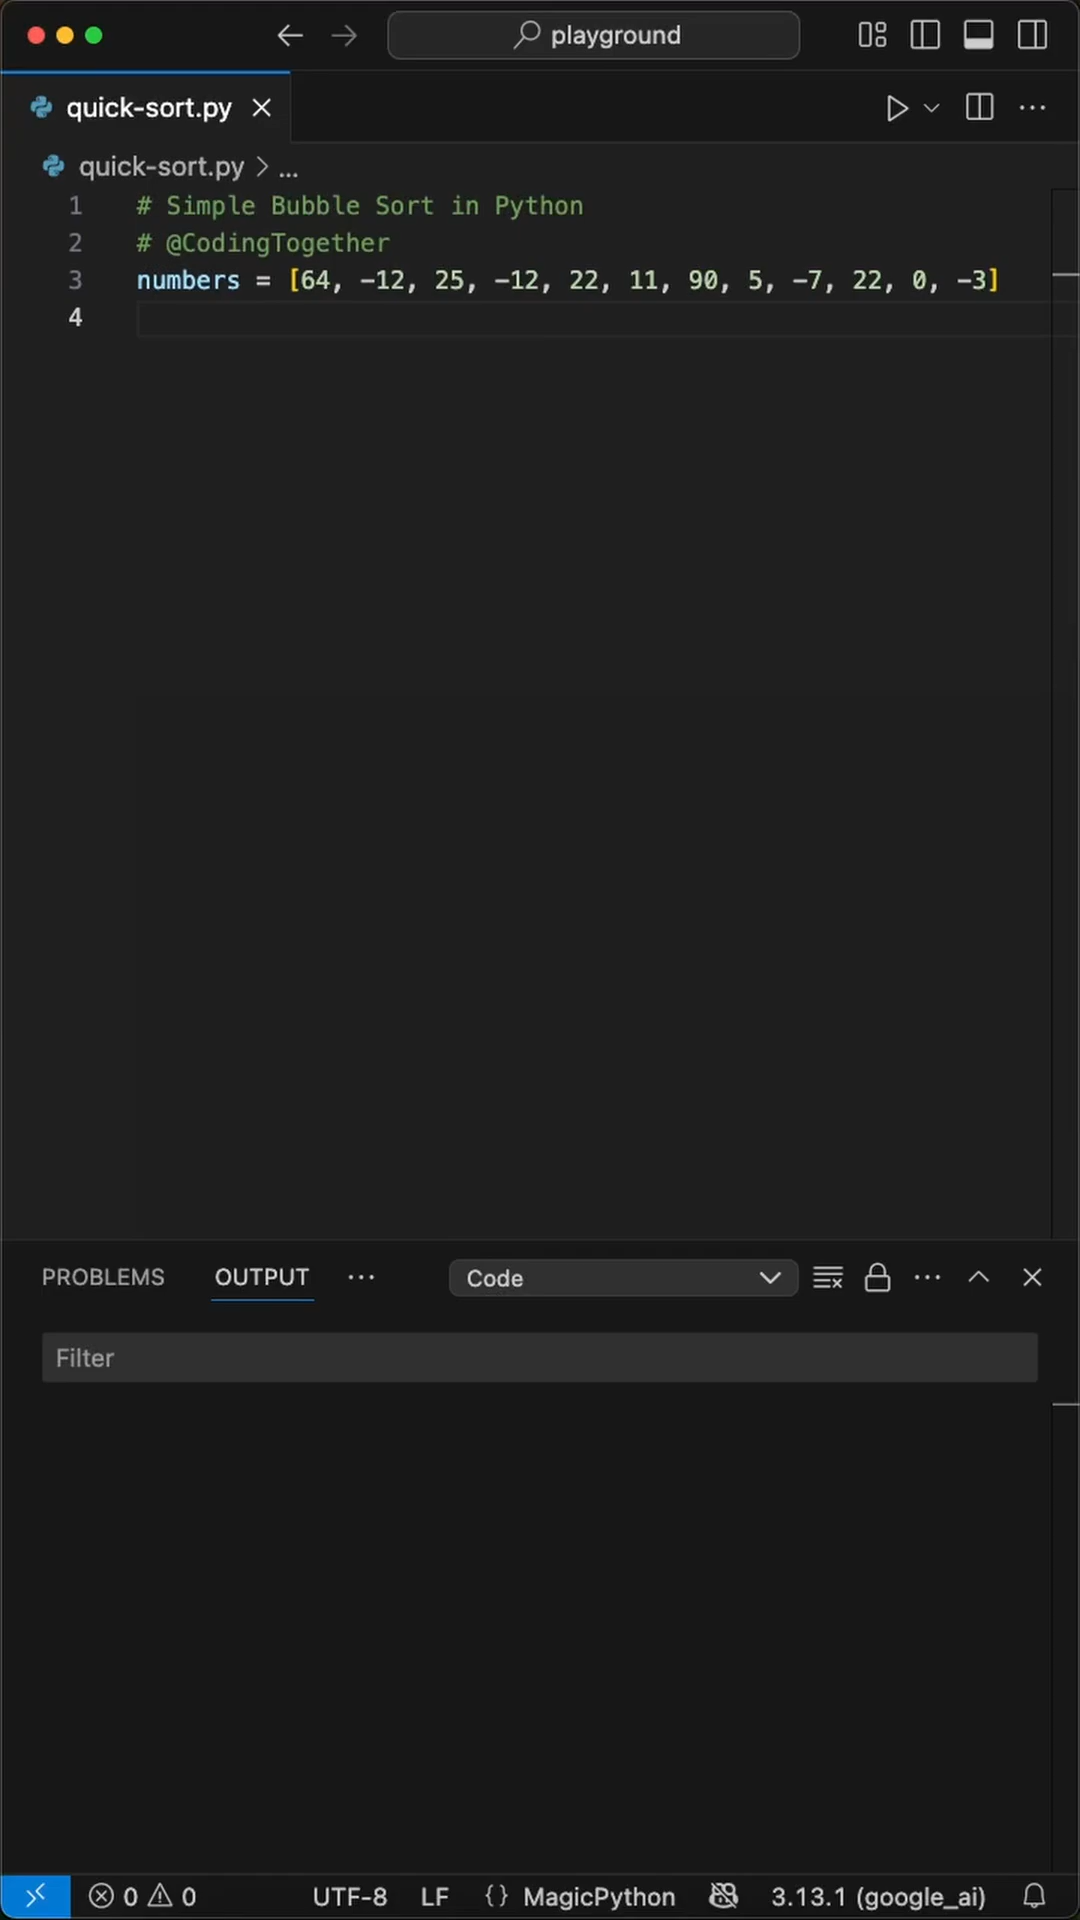 playground
quick-sort.py
quick-sort.py > ...
1 # Simple Bubble Sort in Python
2 # @CodingTogether
3 numbers = [64, -12, 25, -12, 22, 11, 90, 5, -7, 22, 0, -3]
4
PROBLEMS OUTPUT ... Code
Filter
0 0 UTF-8 LF {} MagicPython 3.13.1 (google_ai)